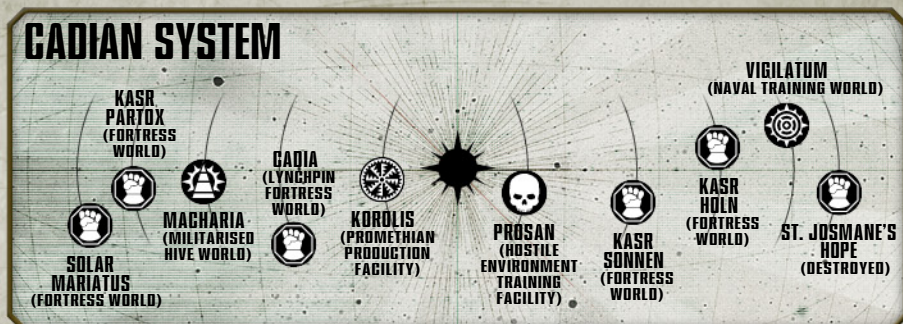 CADIAN SYSTEM
KASR
PARTOX
(FORTRESS
WORLD)
SOLAR
MARIATUS
(FORTRESS WORLD)
MACHARIA
(MILITARISED
HIVE WORLD)
CADIA
(LYNCHPIN
FORTRESS
WORLD)
KOROLIS
(PROMETHIAN
PRODUCTION
FACILITY)
PROSAN
(HOSTILE
ENVIRONMENT
TRAINING
FACILITY)
KASR
SONNEN
(FORTRESS
WORLD)
KASR
HOLN
(FORTRESS
WORLD)
VIGILATUM
(NAVAL TRAINING WORLD)
ST. JOSMANE'S
HOPE
(DESTROYED)